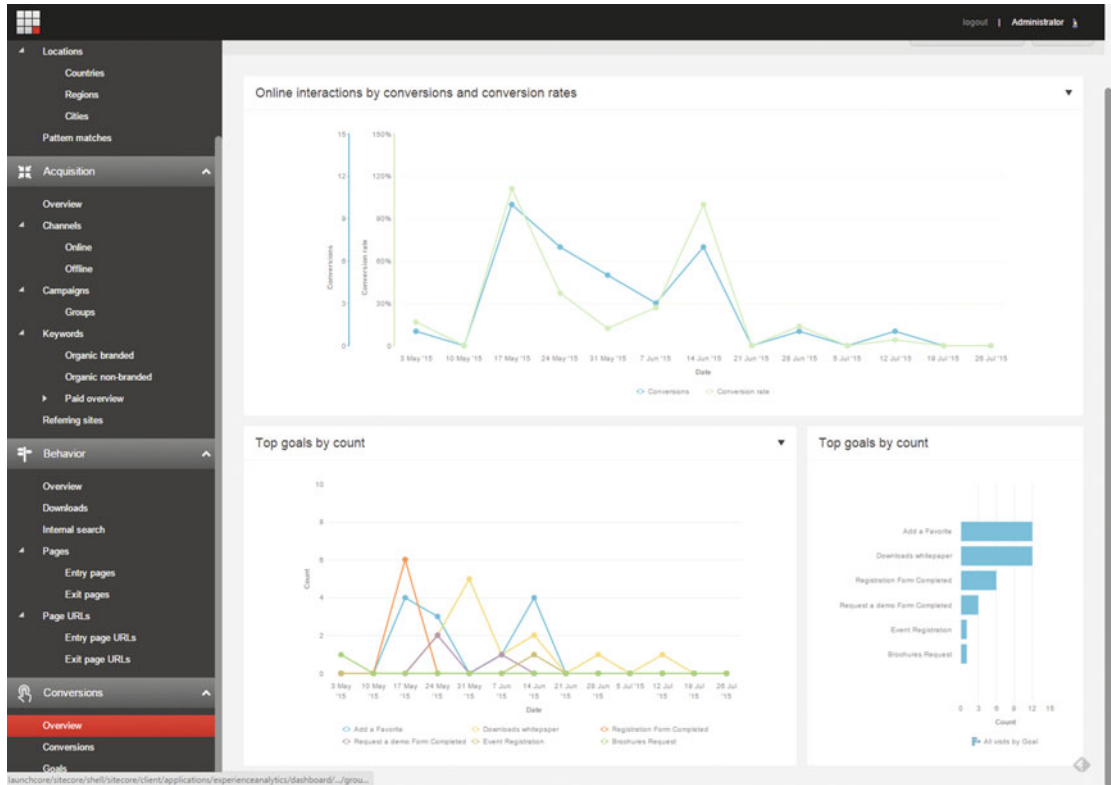 logout | Administrator
Locations
Countries
Regions
Cities
Pattern matches
Acquisition
Overview
Channels
Online
Offline
Campaigns
Groups
Keywords
Organic branded
Organic non-branded
Paid overview
Referring sites
Behavior
Overview
Downloads
Internal search
Pages
Entry pages
Exit pages
Page URLs
Entry page URLs
Exit page URLs
Conversions
Overview
Conversions
Goals
launchcore/sitecore/shell/sitecore/client/applications/experienceanalytics/dashboard/.../grou...
Online interactions by conversions and conversion rates
15 150%
12 120%
9 90%
6 60%
3 30%
0 0
Conversions
Conversion rate
3 May '15 10 May '15 17 May '15 24 May '15 31 May '15 7 Jun '15 14 Jun '15 21 Jun '15 28 Jun '15 5 Jul '15 12 Jul '15 19 Jul '15 26 Jul '15
Date
Conversions Conversion rate
Top goals by count
10
8
6
4
2
0
Count
3 May 10 May 17 May 24 May 31 May 7 Jun 14 Jun 21 Jun 28 Jun 5 Jul '15 12 Jul 19 Jul 26 Jul
'15 '15 '15 '15 '15 '15 '15 '15 '15 '15 '15 '15
Date
Add a Favorite Downloads whitepaper Registration Form Completed
Request a demo Form Completed Event Registration Brochures Request
Top goals by count
Add a Favorite
Downloads whitepaper
Registration Form Completed
Request a demo Form Completed
Event Registration
Brochures Request
0 3 6 9 12 15
Count
All visits by Goal